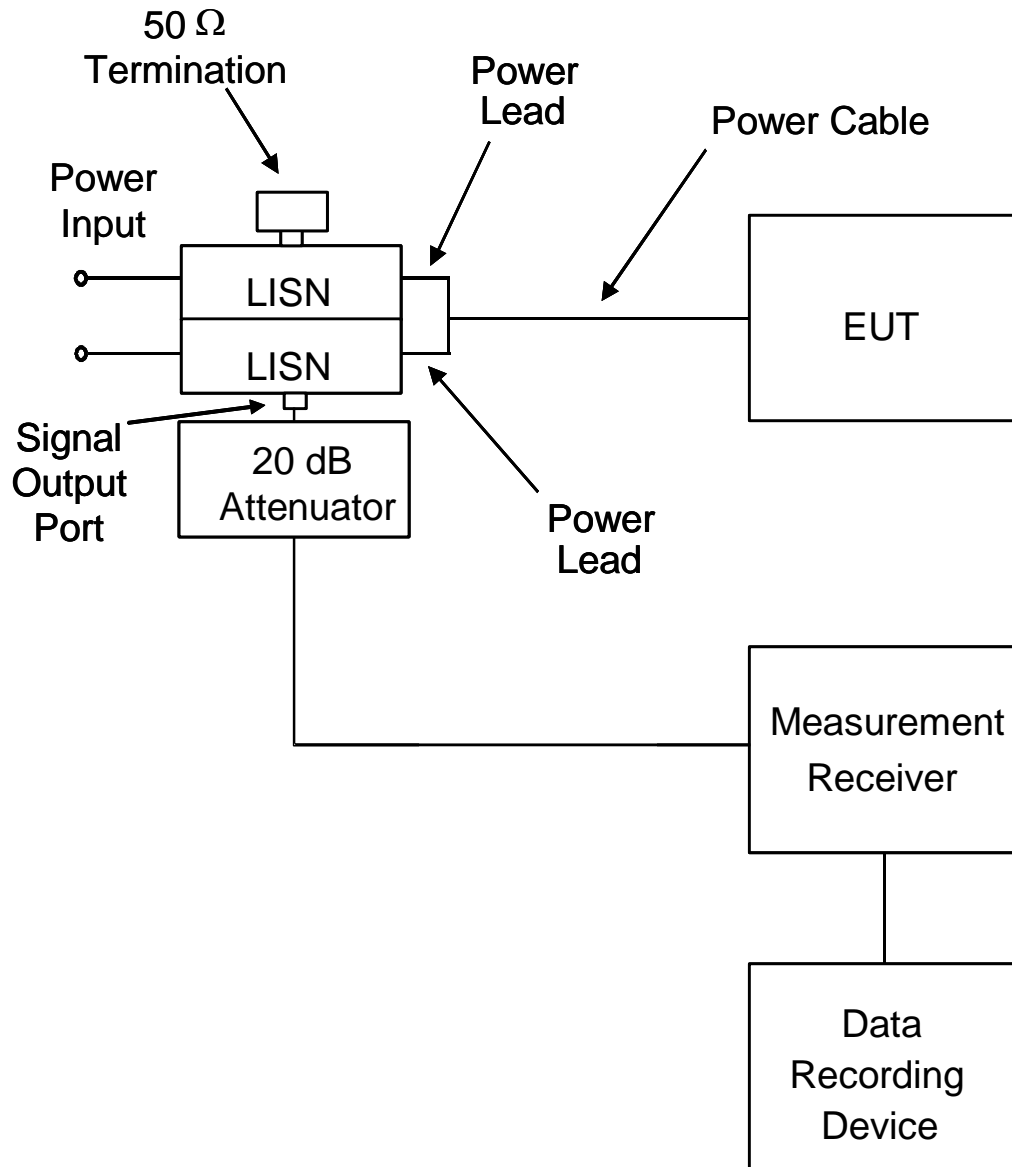 50 Ω
Termination
Power
Lead
Power Cable
Power
Input
LISN
EUT
LISN
Signal
Output
Port
20 dB
Attenuator
Power
Lead
Measurement
Receiver
Data
Recording
Device